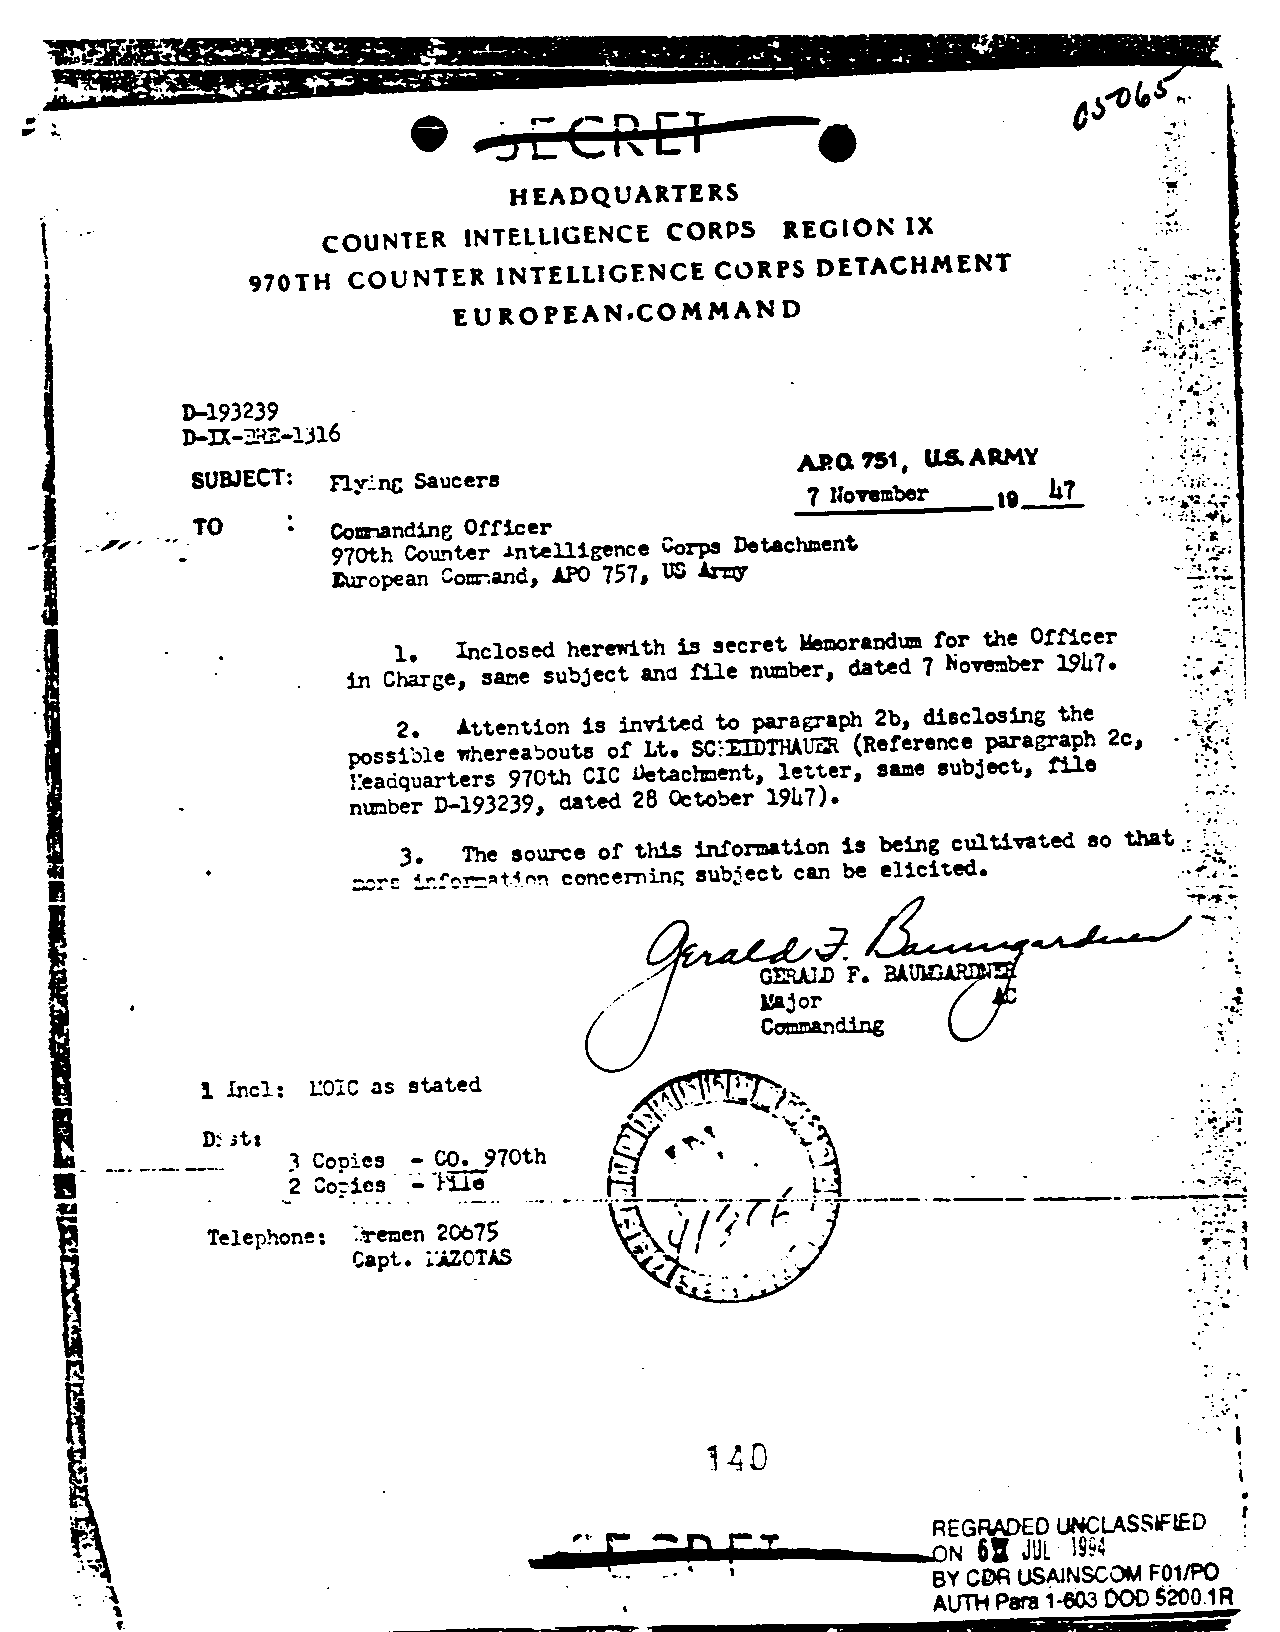 05065
SECRET
HEADQUARTERS
COUNTER INTELLIGENCE CORPS REGION IX
970TH COUNTER INTELLIGENCE CORPS DETACHMENT
EUROPEAN COMMAND
D-193239
D-IX-BRE-1316
A.P.O. 751, U.S. ARMY
SUBJECT: Flying Saucers
7 November 1947
TO : Commanding Officer
970th Counter Intelligence Corps Detachment
European Command, APO 757, US Army
1. Inclosed herewith is secret Memorandum for the Officer
in Charge, same subject and file number, dated 7 November 1947.
2. Attention is invited to paragraph 2b, disclosing the
possible whereabouts of Lt. SCHEIDTHAUER (Reference paragraph 2c,
Headquarters 970th CIC Detachment, letter, same subject, file
number D-193239, dated 28 October 1947).
3. The source of this information is being cultivated so that
more information concerning subject can be elicited.
Gerald F. Baumgardner
GERALD F. BAUMGARDNER
Major AC
Commanding
1 Incl: MOIC as stated
Dist:
3 Copies - CO. 970th
2 Copies - File
Telephone: Bremen 20675
Capt.
140
SECRET
REGRADED UNCLASSIFIED
ON JUL 1994
BY CDR USAINSCOM F01/PO
AUTH Para 1-603 DOD 5200.1R